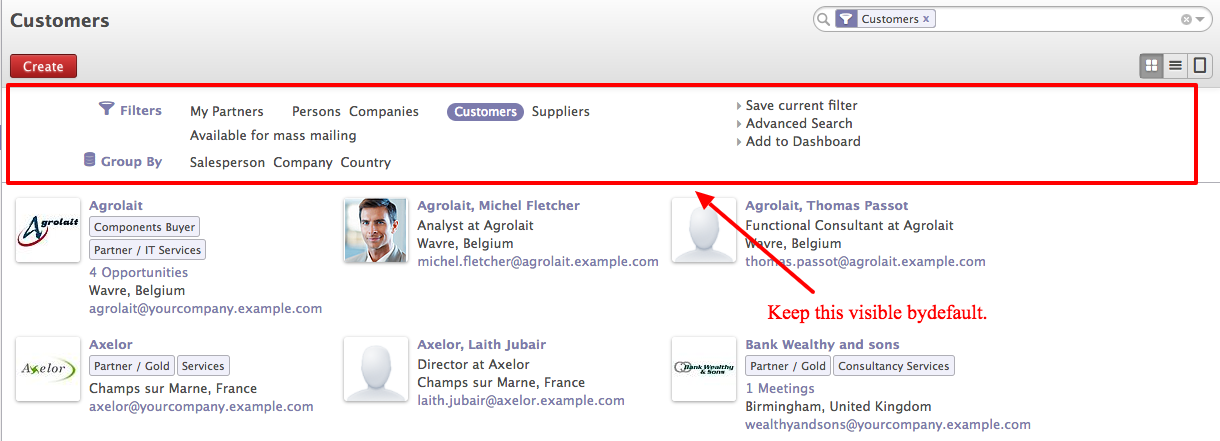 Customers
Customers x
Create
Filters My Partners Persons Companies Customers Suppliers
Available for mass mailing
Group By Salesperson Company Country
Save current filter
Advanced Search
Add to Dashboard
Agrolait
Agrolait
Components Buyer
Partner / IT Services
4 Opportunities
Wavre, Belgium
agrolait@yourcompany.example.com
Agrolait, Michel Fletcher
Analyst at Agrolait
Wavre, Belgium
michel.fletcher@agrolait.example.com
Agrolait, Thomas Passot
Functional Consultant at Agrolait
Wavre, Belgium
thomas.passot@agrolait.example.com
Keep this visible bydefault.
Axelor
Axelor
Partner / Gold Services
Champs sur Marne, France
axelor@yourcompany.example.com
Axelor, Laith Jubair
Director at Axelor
Champs sur Marne, France
laith.jubair@axelor.example.com
Bank Wealthy
& Sons
Bank Wealthy and sons
Partner / Gold Consultancy Services
1 Meetings
Birmingham, United Kingdom
wealthyandsons@yourcompany.example.com